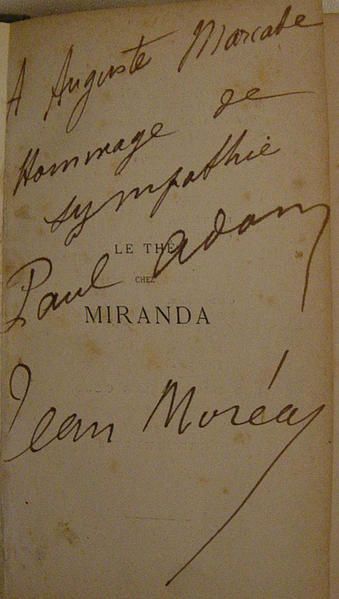 A Auguste Marcade
Hommage de
sympathie
Paul Adam
LE THÉ
CHEZ
MIRANDA
Jean Moréas